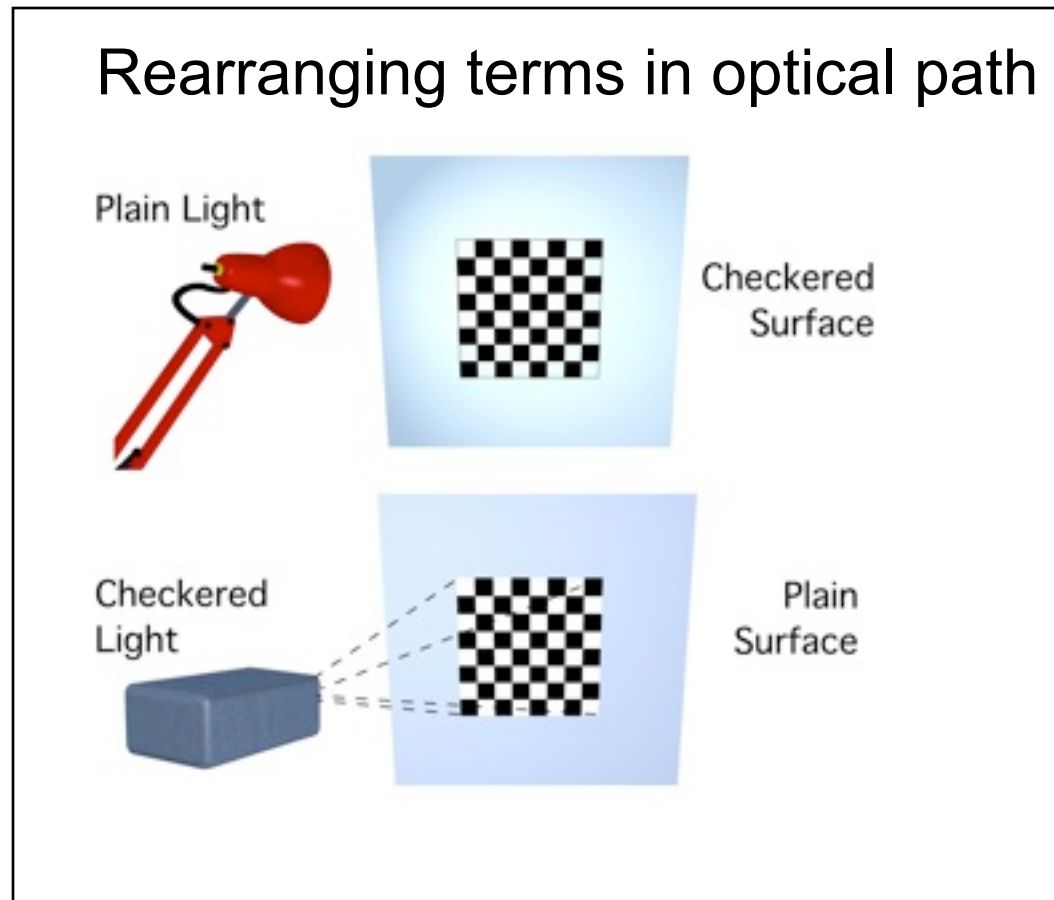 Rearranging terms in optical path
Plain Light
Checkered
Surface
Checkered
Light
Plain
Surface